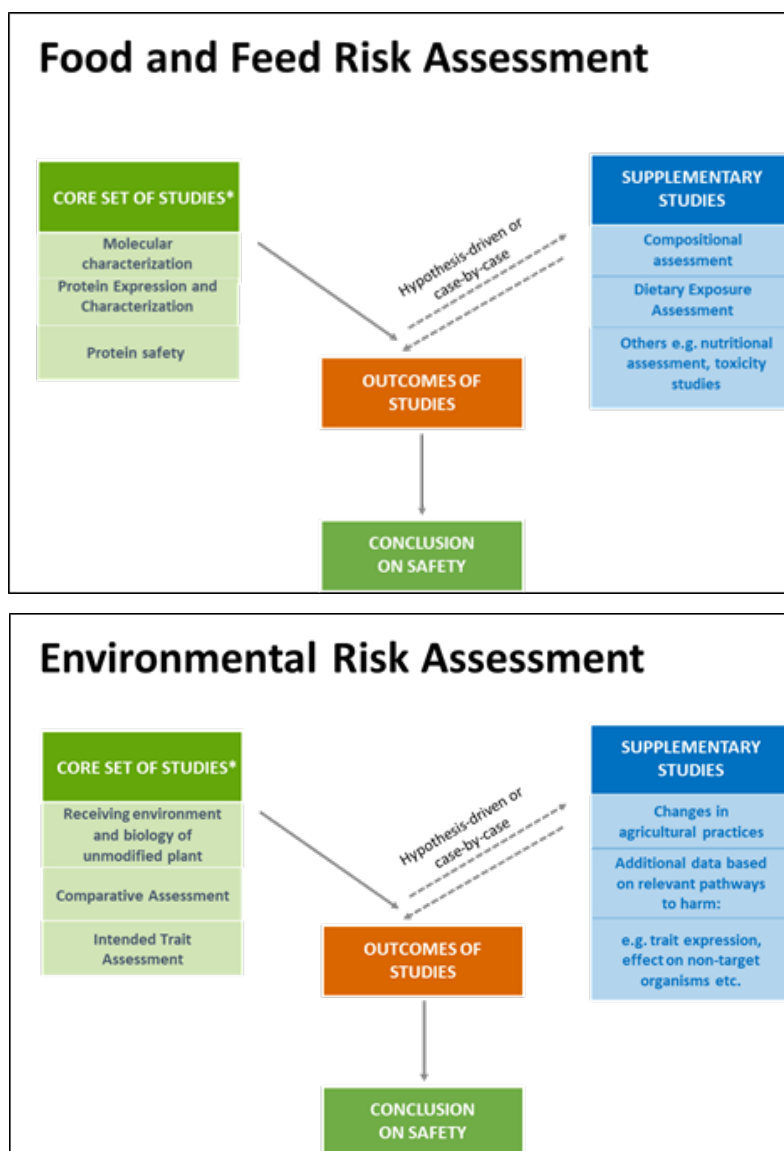 Food and Feed Risk Assessment
CORE SET OF STUDIES*
Molecular
characterization
Protein Expression and
Characterization
Protein safety
Hypothesis-driven or
case-by-case
SUPPLEMENTARY
STUDIES
Compositional
assessment
Dietary Exposure
Assessment
Others e.g. nutritional
assessment, toxicity
studies
OUTCOMES OF
STUDIES
CONCLUSION
ON SAFETY
Environmental Risk Assessment
CORE SET OF STUDIES*
Receiving environment
and biology of
unmodified plant
Comparative Assessment
Intended Trait
Assessment
Hypothesis-driven or
case-by-case
SUPPLEMENTARY
STUDIES
Changes in
agricultural practices
Additional data based
on relevant pathways
to harm:
e.g. trait expression,
effect on non-target
organisms etc.
OUTCOMES OF
STUDIES
CONCLUSION
ON SAFETY